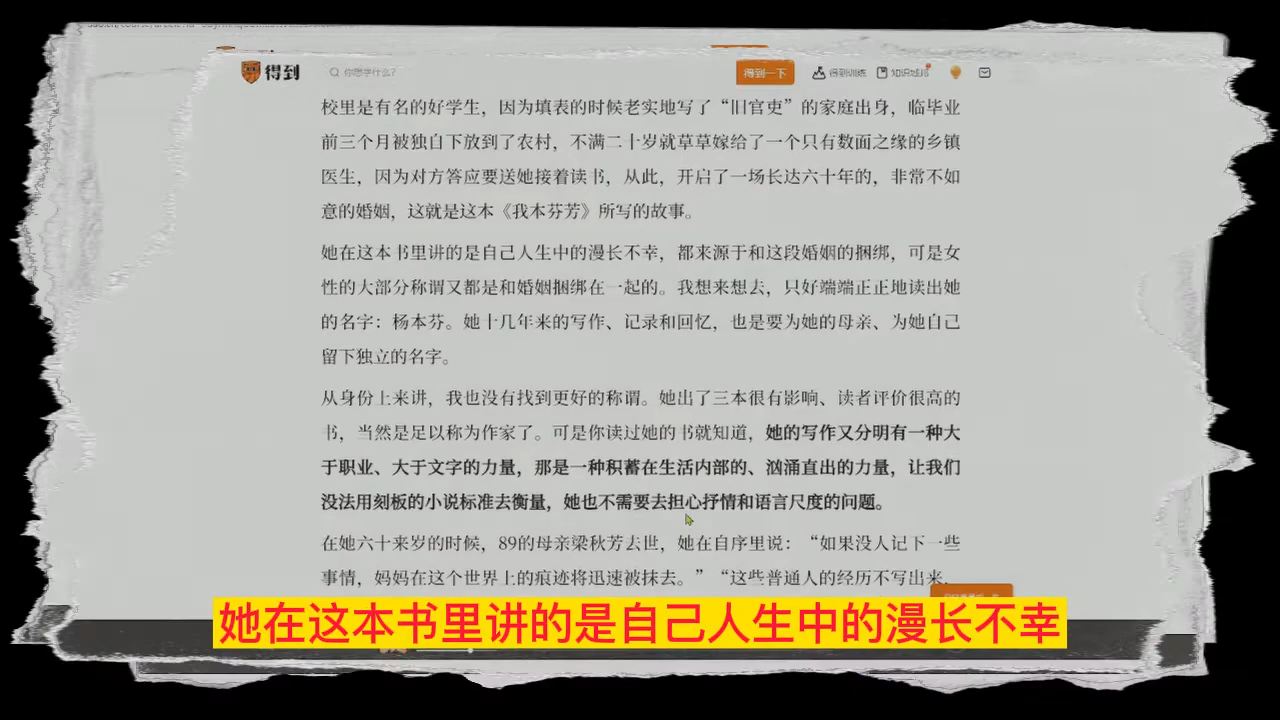 得到
你想学什么?
得到一下
得到训练
知识城邦
校里是有名的好学生，因为填表的时候老实地写了“旧官吏”的家庭出身，临毕业
前三个月被独自下放到了农村，不满二十岁就草草嫁给了一个只有数面之缘的乡镇
医生，因为对方答应要送她接着读书，从此，开启了一场长达六十年的，非常不如
意的婚姻，这就是这本《我本芬芳》所写的故事。
她在这本书里讲的是自己人生中的漫长不幸，都来源于和这段婚姻的捆绑，可是女
性的大部分称谓又都是和婚姻捆绑在一起的。我想来想去，只好端端正正地读出她
的名字：杨本芬。她十几年来的写作、记录和回忆，也是要为她的母亲、为她自己
留下独立的名字。
从身份上来讲，我也没有找到更好的称谓。她出了三本很有影响、读者评价很高的
书，当然是足以称为作家了。可是你读过她的书就知道，她的写作又分明有一种大
于职业、大于文字的力量，那是一种积蓄在生活内部的、汹涌直出的力量，让我们
没法用刻板的小说标准去衡量，她也不需要去担心抒情和语言尺度的问题。
在她六十来岁的时候，89的母亲梁秋芳去世，她在自序里说：“如果没人记下一些
事情，妈妈在这个世界上的痕迹将迅速被抹去。”“这些普通人的经历不写出来，
她在这本书里讲的是自己人生中的漫长不幸